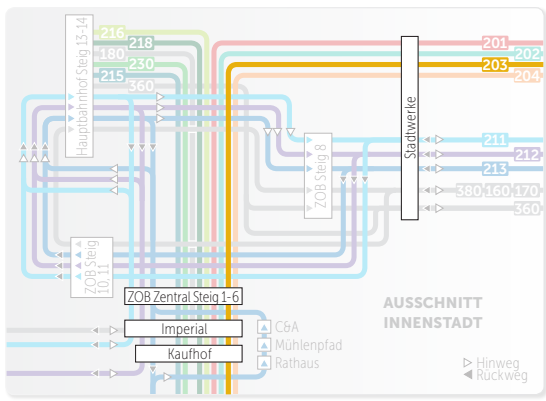 216
218
180
230
215
360
Hauptbahnhof Steig 13-14
201
202
203
204
Stadtwerke
ZOB Steig 8
211
212
213
380 160 170
360
ZOB Steig
10, 11
ZOB Zentral Steig 1-6
Imperial
Kaufhof
C&A
Mühlenpfad
Rathaus
AUSSCHNITT
INNENSTADT
Hinweg
Rückweg